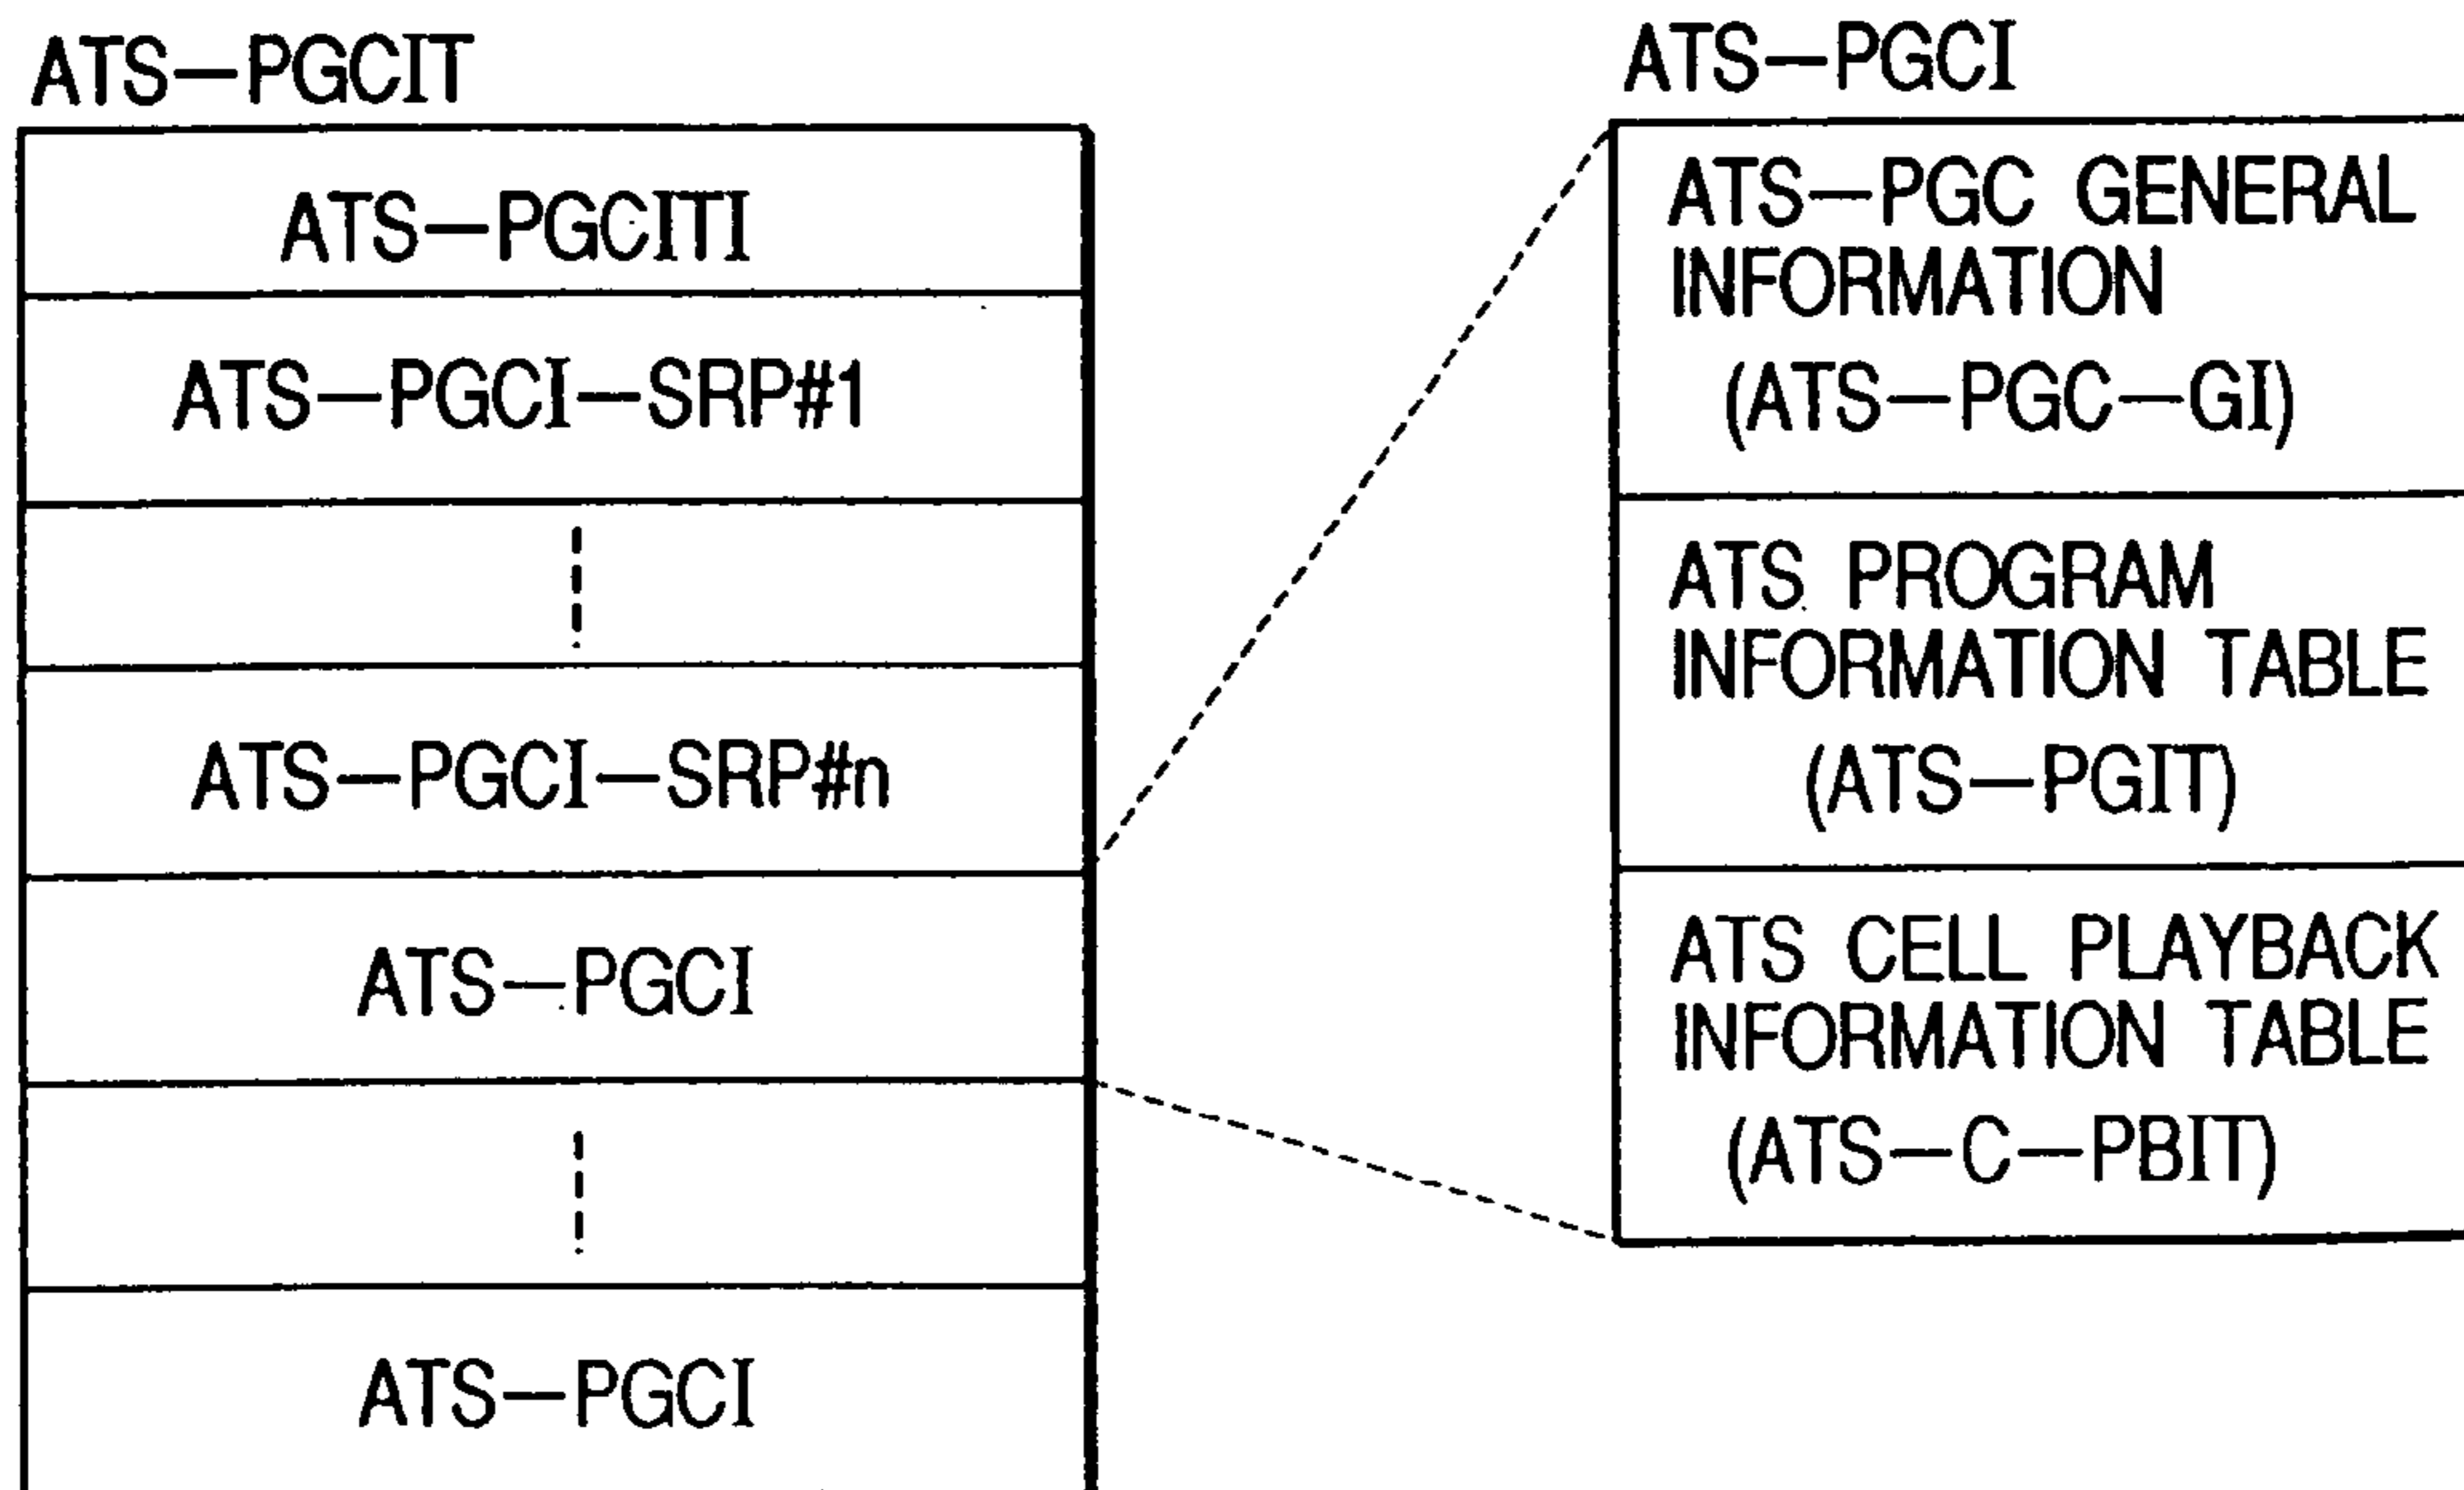 ATS—PGCIT
ATS—PGCITI
ATS—PGCI—SRP#1
ATS—PGCI—SRP#n
ATS—PGCI
ATS—PGCI
ATS—PGCI
ATS—PGC GENERAL
INFORMATION
(ATS—PGC—GI)
ATS PROGRAM
INFORMATION TABLE
(ATS—PGIT)
ATS CELL PLAYBACK
INFORMATION TABLE
(ATS—C—PBIT)